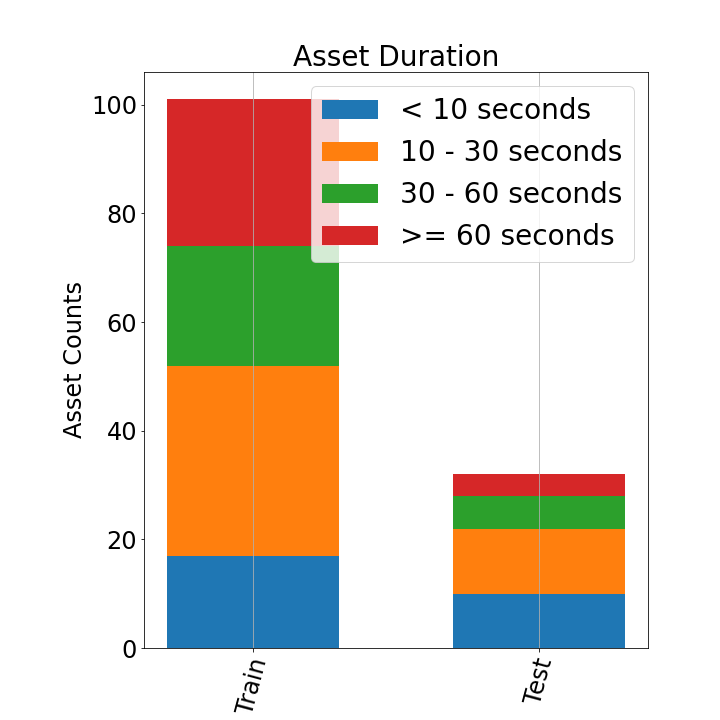 Asset Duration
< 10 seconds
10 - 30 seconds
30 - 60 seconds
>= 60 seconds
100
80
60
40
20
0
Asset Counts
Train
Test